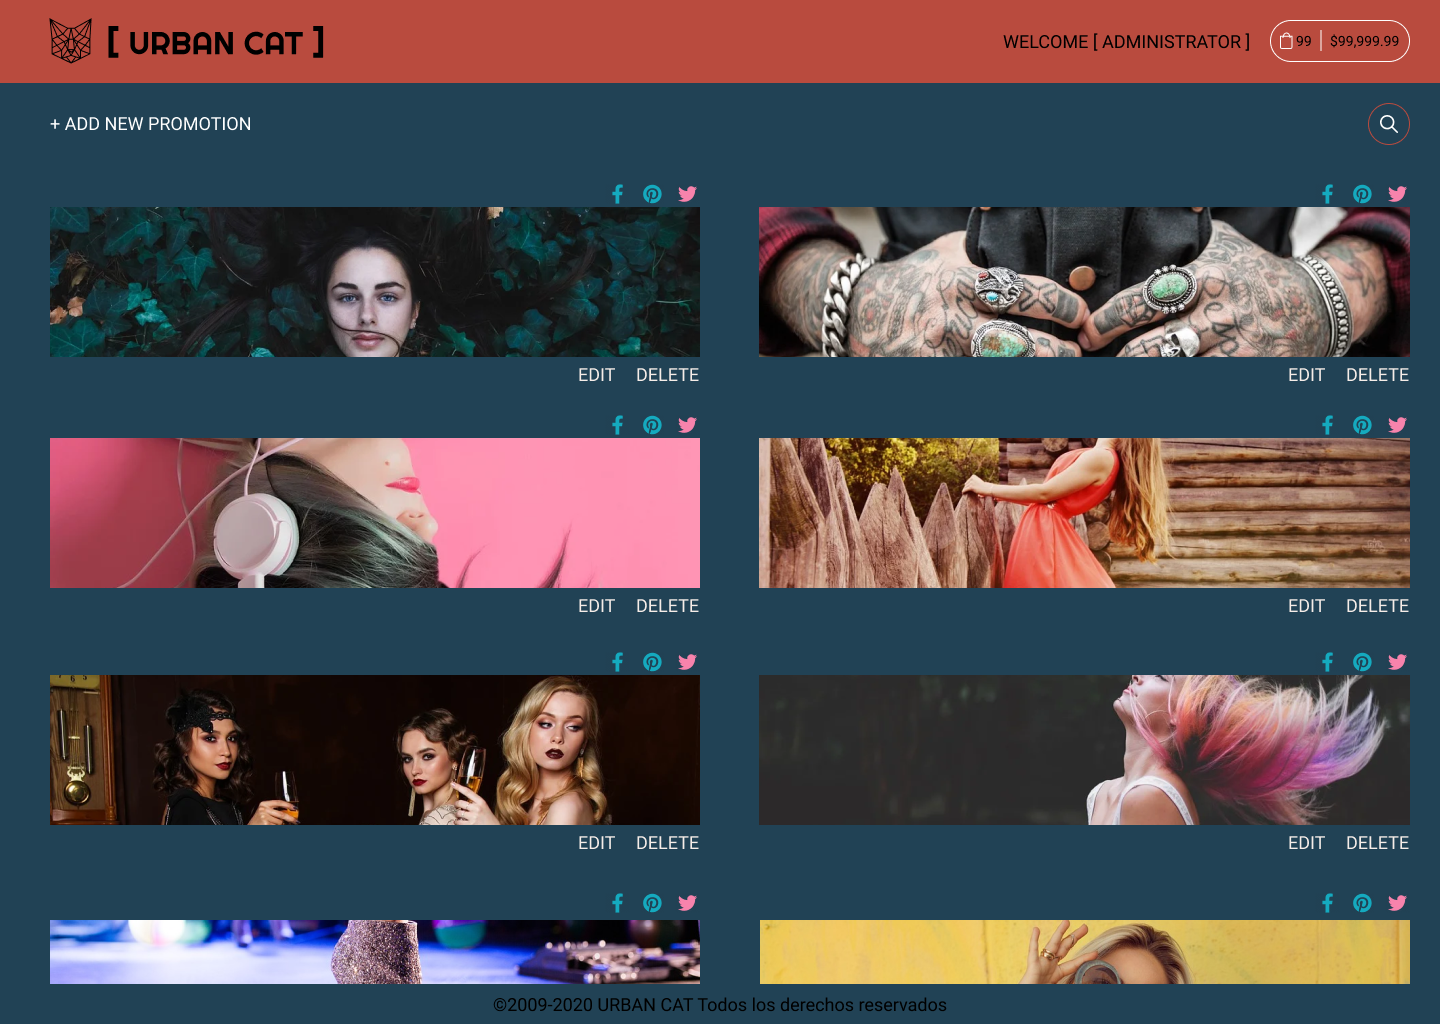 [ URBAN CAT ]
WELCOME [ ADMINISTRATOR ]
99 | $99,999.99
+ ADD NEW PROMOTION
EDIT DELETE
EDIT DELETE
EDIT DELETE
EDIT DELETE
EDIT DELETE
EDIT DELETE
©2009-2020 URBAN CAT Todos los derechos reservados